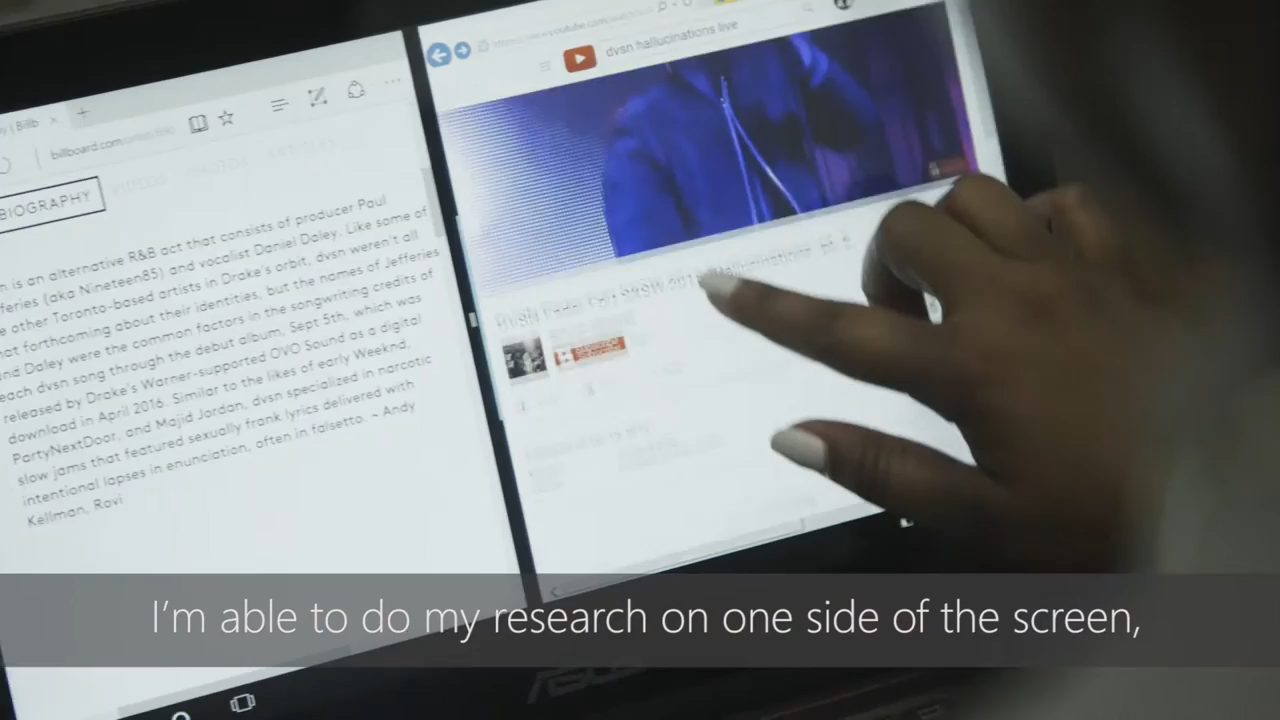 dvsn hallucinations live
| Billb
billboard.com
BIOGRAPHY
VIDEOS
n is an alternative R&B act that consists of producer Paul
feries (aka Nineteen85) and vocalist Daniel Daley. Like some of
e other Toronto-based artists in Drake's orbit, dvsn weren't all
at forthcoming about their identities, but the names of Jefferies
nd Daley were the common factors in the songwriting credits of
each dvsn song through the debut album, Sept 5th, which was
released by Drake's Warner-supported OVO Sound as a digital
download in April 2016. Similar to the likes of early Weeknd,
PartyNextDoor, and Majid Jordan, dvsn specialized in narcotic
slow jams that featured sexually frank lyrics delivered with
intentional lapses in enunciation, often in falsetto. ~ Andy
Kellman, Rovi
I'm able to do my research on one side of the screen,
ASUS